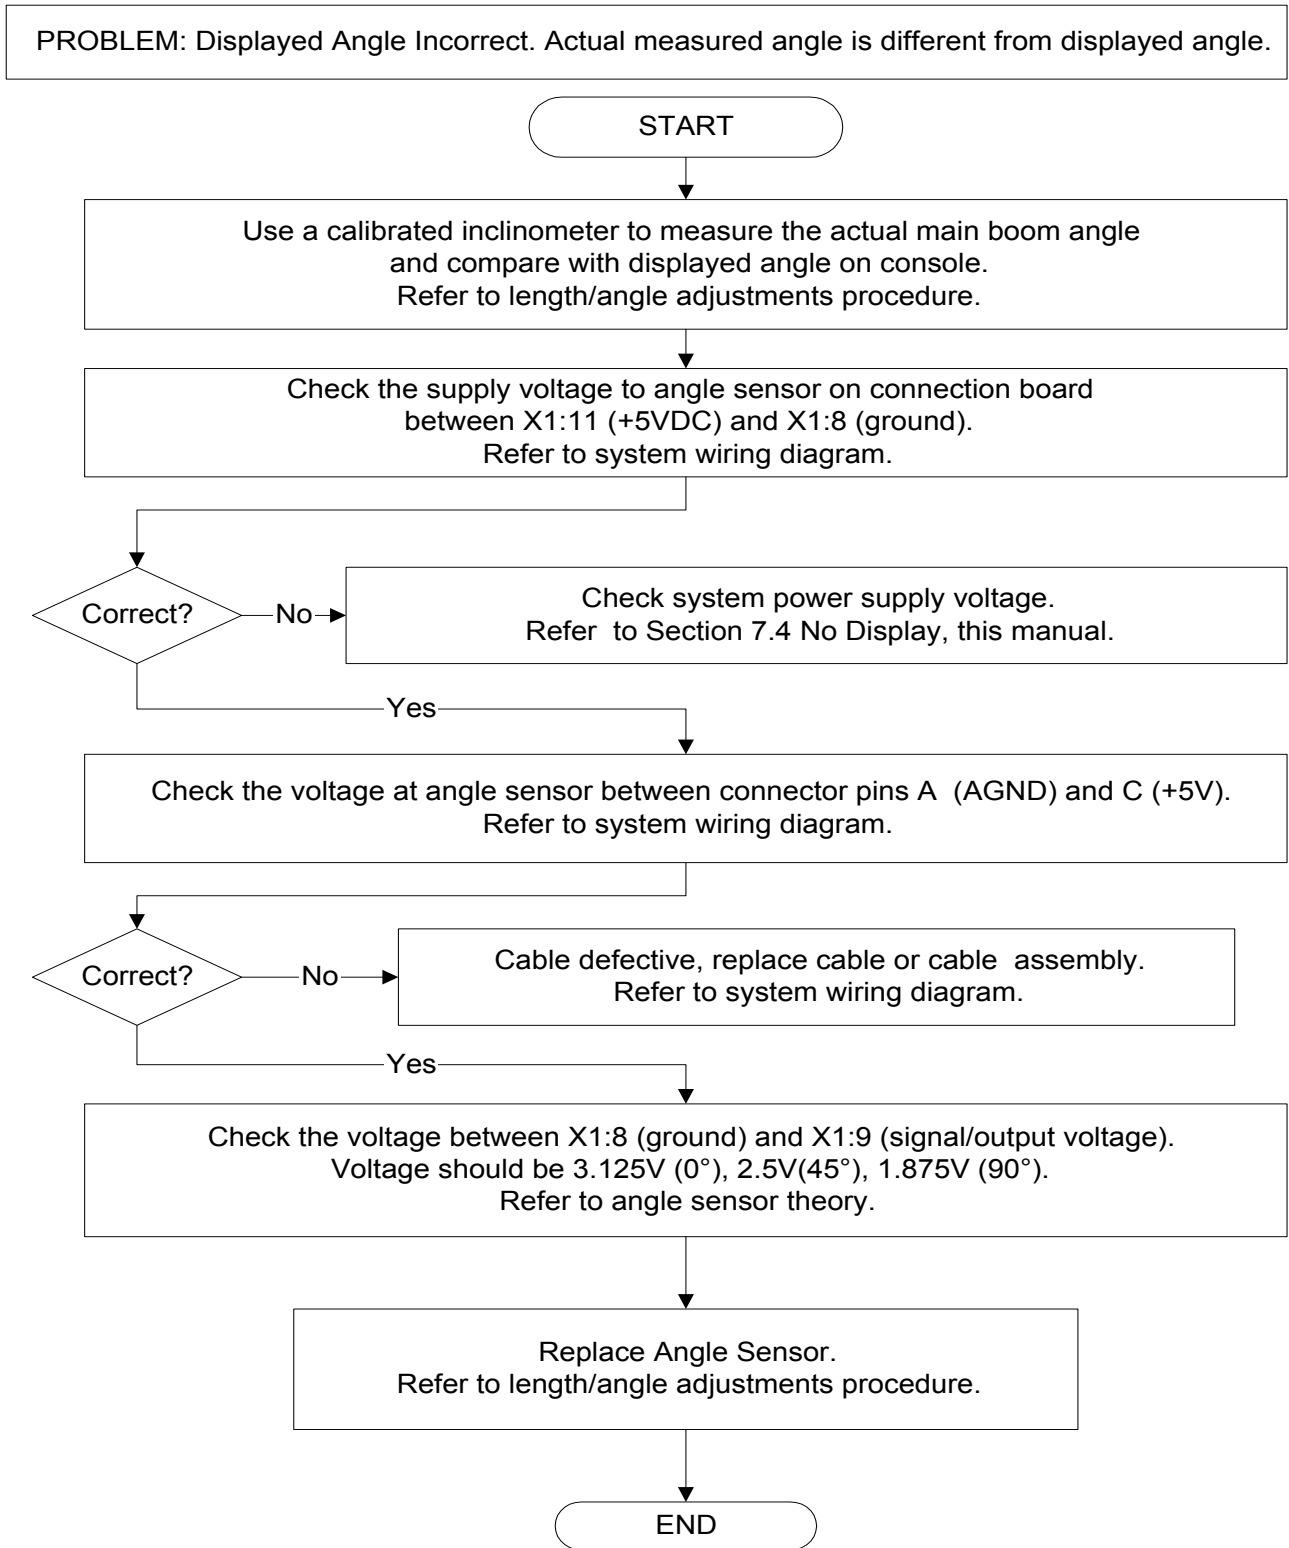 PROBLEM: Displayed Angle Incorrect. Actual measured angle is different from displayed angle.
START
Use a calibrated inclinometer to measure the actual main boom angle
and compare with displayed angle on console.
Refer to length/angle adjustments procedure.
Check the supply voltage to angle sensor on connection board
between X1:11 (+5VDC) and X1:8 (ground).
Refer to system wiring diagram.
Correct?
No
Check system power supply voltage.
Refer to Section 7.4 No Display, this manual.
Yes
Check the voltage at angle sensor between connector pins A (AGND) and C (+5V).
Refer to system wiring diagram.
Correct?
No
Cable defective, replace cable or cable assembly.
Refer to system wiring diagram.
Yes
Check the voltage between X1:8 (ground) and X1:9 (signal/output voltage).
Voltage should be 3.125V (0°), 2.5V(45°), 1.875V (90°).
Refer to angle sensor theory.
Replace Angle Sensor.
Refer to length/angle adjustments procedure.
END